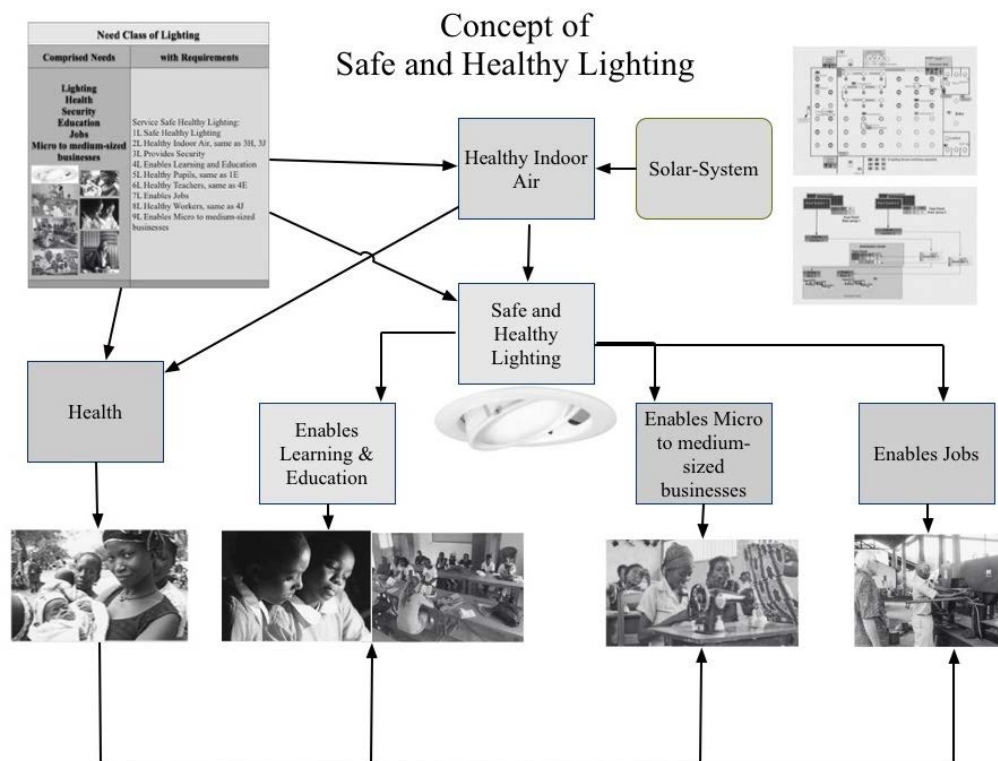 Concept of
Safe and Healthy Lighting
Need Class of Lighting
Comprised Needs
with Requirements
Lighting
Health
Security
Education
Jobs
Micro to medium-sized
businesses
Service Safe Healthy Lighting:
1L Safe Healthy Lighting
2L Healthy Indoor Air, same as 3H, 3J
3L Provides Security
4L Enables Learning and Education
5L Healthy Pupils, same as 1E
6L Healthy Teachers, same as 4E
7L Enables Jobs
8L Healthy Workers, same as 4J
9L Enables Micro to medium-sized
businesses
Healthy Indoor
Air
Solar-System
Safe and
Healthy
Lighting
Health
Enables
Learning &
Education
Enables Micro
to medium-
sized
businesses
Enables Jobs